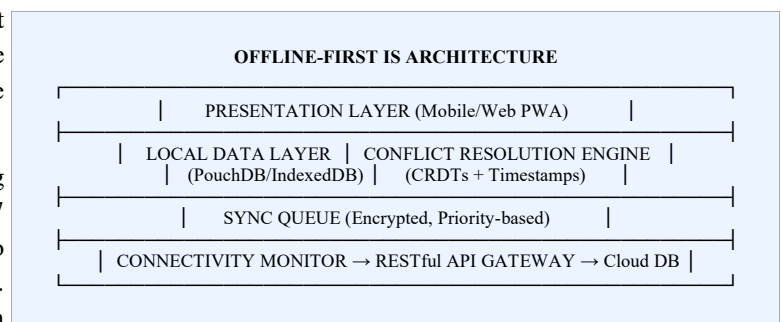 OFFLINE-FIRST IS ARCHITECTURE
PRESENTATION LAYER (Mobile/Web PWA)
LOCAL DATA LAYER | CONFLICT RESOLUTION ENGINE
(PouchDB/IndexedDB) | (CRDTs + Timestamps)
SYNC QUEUE (Encrypted, Priority-based)
CONNECTIVITY MONITOR → RESTful API GATEWAY → Cloud DB